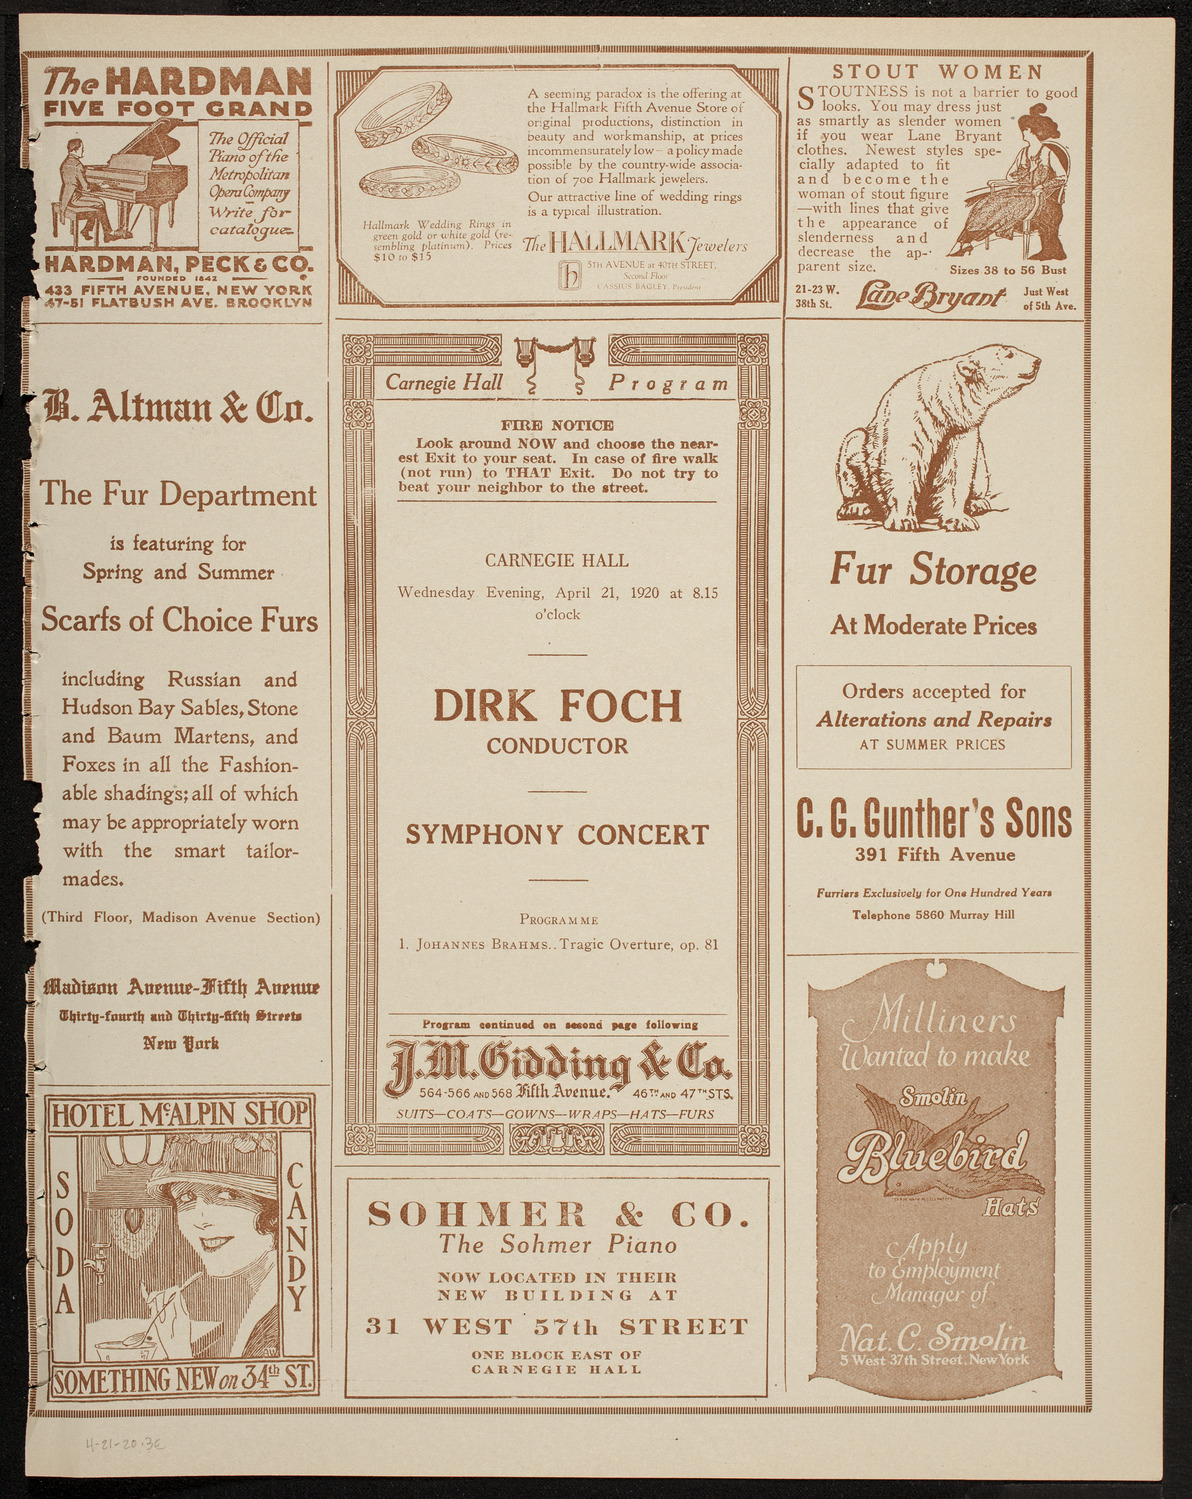 The HARDMAN
FIVE FOOT GRAND
The Official
Piano of the
Metropolitan
Opera Company
Write for
catalogue
HARDMAN, PECK & CO.
FOUNDED 1842
433 FIFTH AVENUE, NEW YORK
47-51 FLATBUSH AVE. BROOKLYN
B. Altman & Co.
The Fur Department
is featuring for
Spring and Summer
Scarfs of Choice Furs
including Russian and
Hudson Bay Sables, Stone
and Baum Martens, and
Foxes in all the Fashion-
able shadings; all of which
may be appropriately worn
with the smart tailor-
mades.
(Third Floor, Madison Avenue Section)
Madison Avenue-Fifth Avenue
Thirty-fourth and Thirty-fifth Streets
New York
HOTEL McALPIN SHOP
SODA
CANDY
SOMETHING NEW on 34th ST.
A seeming paradox is the offering at
the Hallmark Fifth Avenue Store of
original productions, distinction in
beauty and workmanship, at prices
incommensurately low—a policy made
possible by the country-wide associa-
tion of 700 Hallmark jewelers.
Our attractive line of wedding rings
is a typical illustration.
Hallmark Wedding Rings in
green gold or white gold (re-
sembling platinum). Prices
$10 to $15
The HALLMARK Jewelers
h
5TH AVENUE at 40TH STREET,
Second Floor
CASSIUS BAGLEY, President
Carnegie Hall Program
FIRE NOTICE
Look around NOW and choose the near-
est Exit to your seat. In case of fire walk
(not run) to THAT Exit. Do not try to
beat your neighbor to the street.
CARNEGIE HALL
Wednesday Evening, April 21, 1920 at 8.15
o'clock
DIRK FOCH
CONDUCTOR
SYMPHONY CONCERT
PROGRAMME
1. JOHANNES BRAHMS..Tragic Overture, op. 81
Program continued on second page following
J. M. Gidding & Co.
564-566 AND 568 Fifth Avenue. 46TH AND 47TH STS.
SUITS—COATS—GOWNS—WRAPS—HATS—FURS
SOHMER & CO.
The Sohmer Piano
NOW LOCATED IN THEIR
NEW BUILDING AT
31 WEST 57th STREET
ONE BLOCK EAST OF
CARNEGIE HALL
STOUT WOMEN
STOUTNESS is not a barrier to good
looks. You may dress just
as smartly as slender women
if you wear Lane Bryant
clothes. Newest styles spe-
cially adapted to fit
and become the
woman of stout figure
—with lines that give
the appearance of
slenderness and
decrease the ap-
parent size.
Sizes 38 to 56 Bust
21-23 W.
38th St.
Lane Bryant
Just West
of 5th Ave.
Fur Storage
At Moderate Prices
Orders accepted for
Alterations and Repairs
AT SUMMER PRICES
C. G. Gunther's Sons
391 Fifth Avenue
Furriers Exclusively for One Hundred Years
Telephone 5860 Murray Hill
Milliners
Wanted to make
Smolin
Bluebird
Hats
Apply
to Employment
Manager of
Nat. C. Smolin
5 West 37th Street, New York
4-21-20.3E